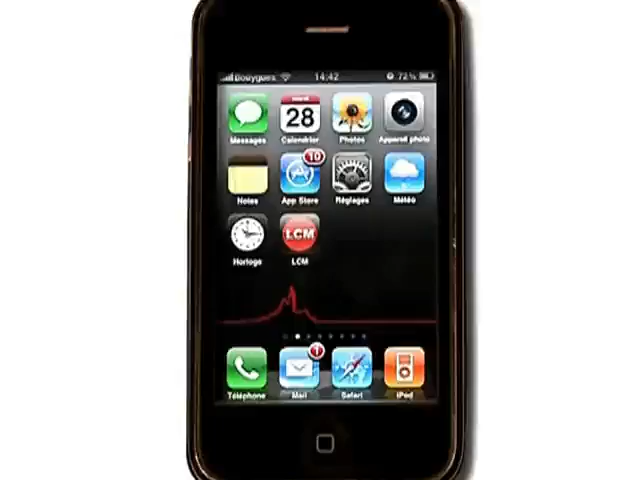 Bouygues 14:42 72%
28
Messages Calendrier Photos Appareil photo
10
Notes App Store Réglages Météo
LCM
Horloge LCM
1
Téléphone Mail Safari iPod